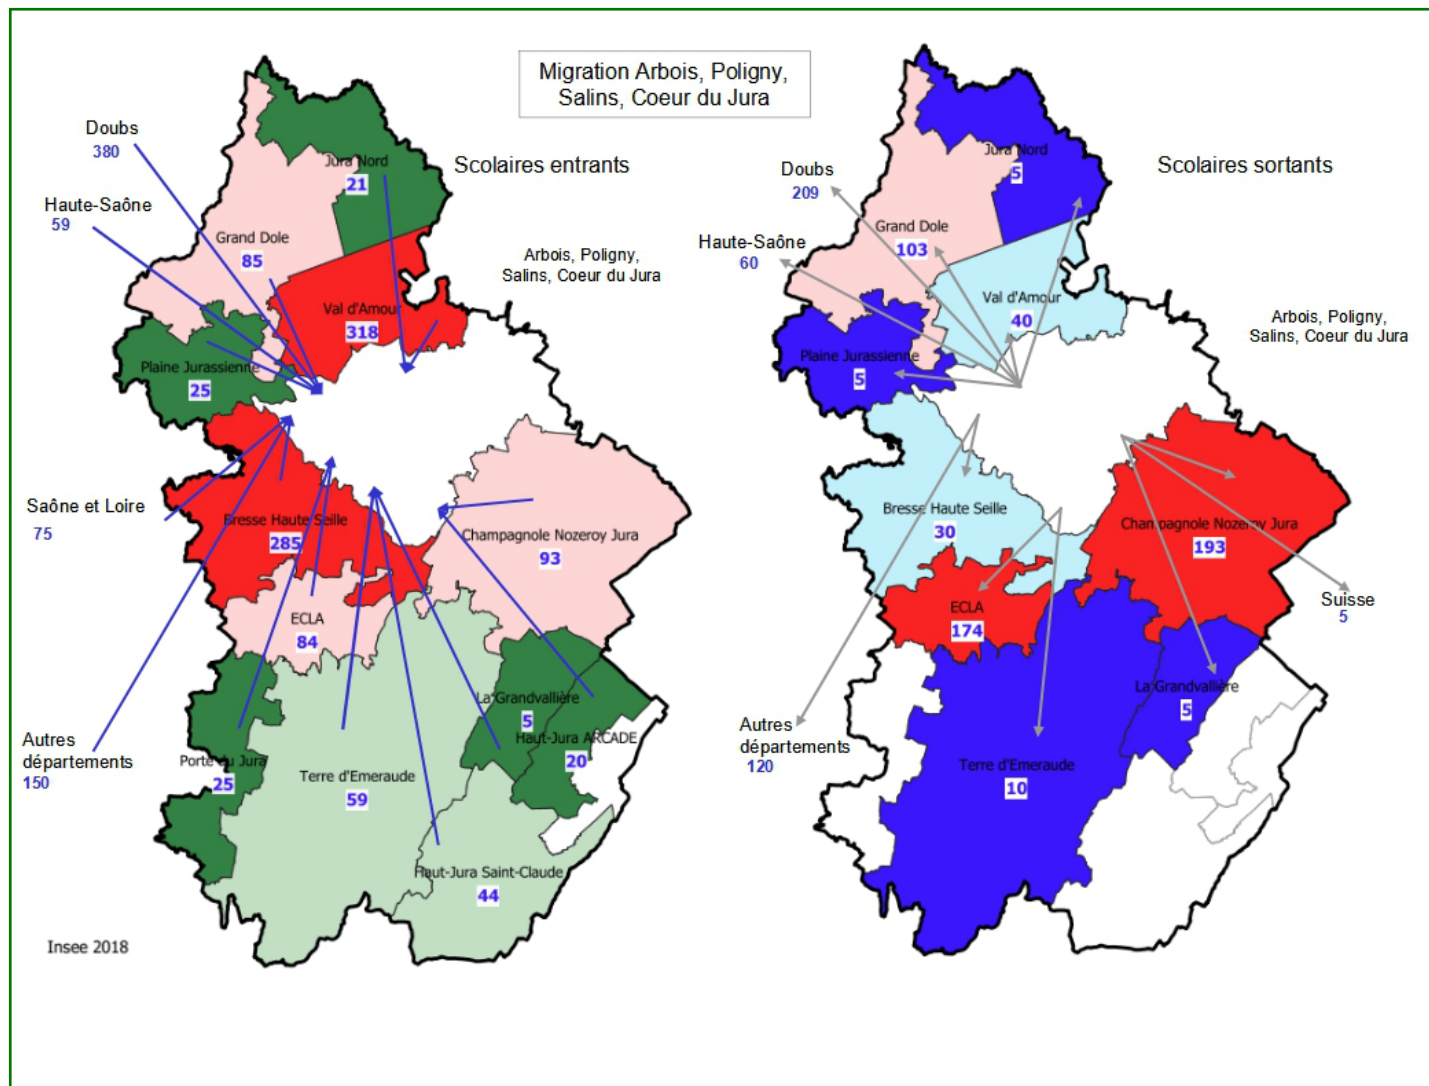 Migration Arbois, Poligny,
Salins, Coeur du Jura
Scolaires entrants
Doubs
380
Haute-Saône
59
Jura Nord
21
Grand Dole
85
Arbois, Poligny,
Salins, Coeur du Jura
Val d'Amour
318
Plaine Jurassienne
25
Saône et Loire
75
Bresse Haute Seille
285
Champagnole Nozeroy Jura
93
ECLA
84
La Grandvallière
5
Haut-Jura ARCADE
20
Autres
départements
150
Porte du Jura
25
Terre d'Emeraude
59
Haut-Jura Saint-Claude
44
Insee 2018
Scolaires sortants
Jura Nord
5
Doubs
209
Haute-Saône
60
Grand Dole
103
Val d'Amour
40
Arbois, Poligny,
Salins, Coeur du Jura
Plaine Jurassienne
5
Bresse Haute Seille
30
Champagnole Nozeroy Jura
193
Suisse
5
ECLA
174
La Grandvallière
5
Autres
départements
120
Terre d'Emeraude
10